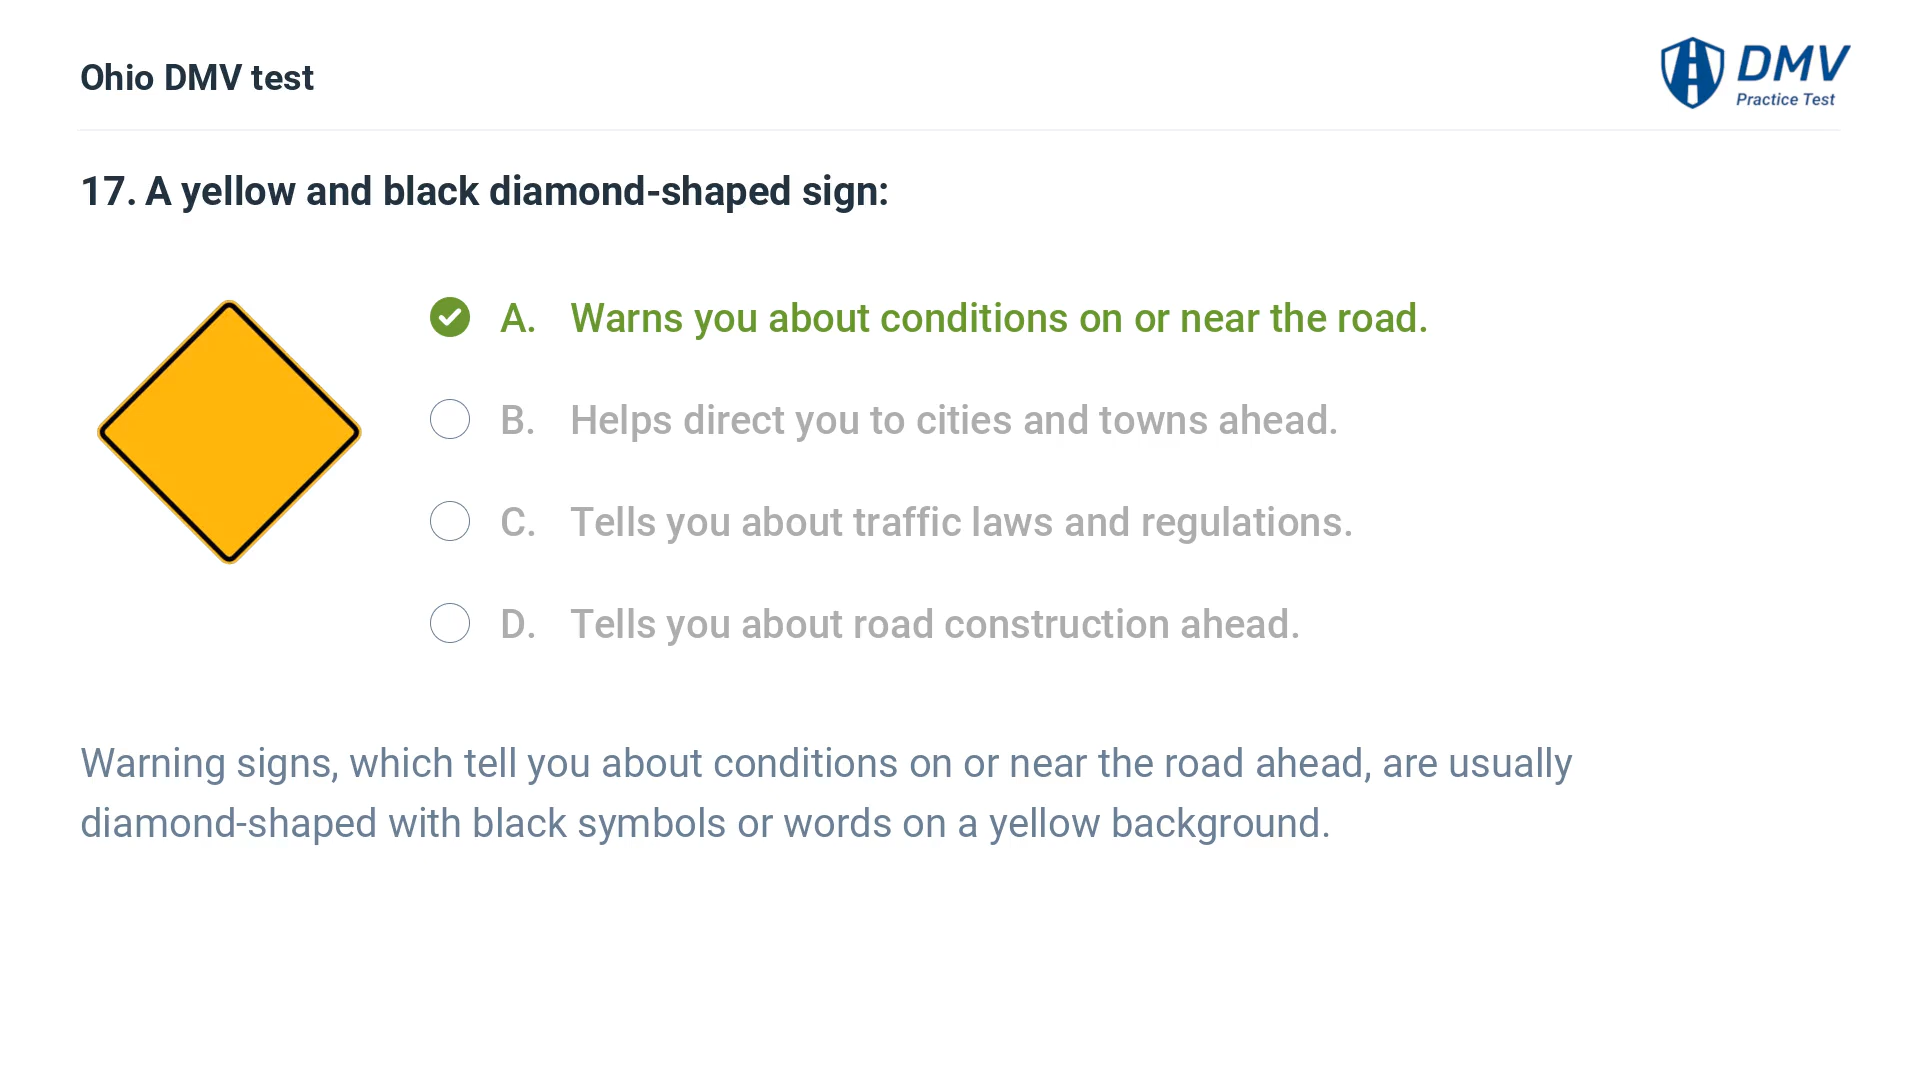 Ohio DMV test
DMV
Practice Test
17. A yellow and black diamond-shaped sign:
A. Warns you about conditions on or near the road.
B. Helps direct you to cities and towns ahead.
C. Tells you about traffic laws and regulations.
D. Tells you about road construction ahead.
Warning signs, which tell you about conditions on or near the road ahead, are usually
diamond-shaped with black symbols or words on a yellow background.